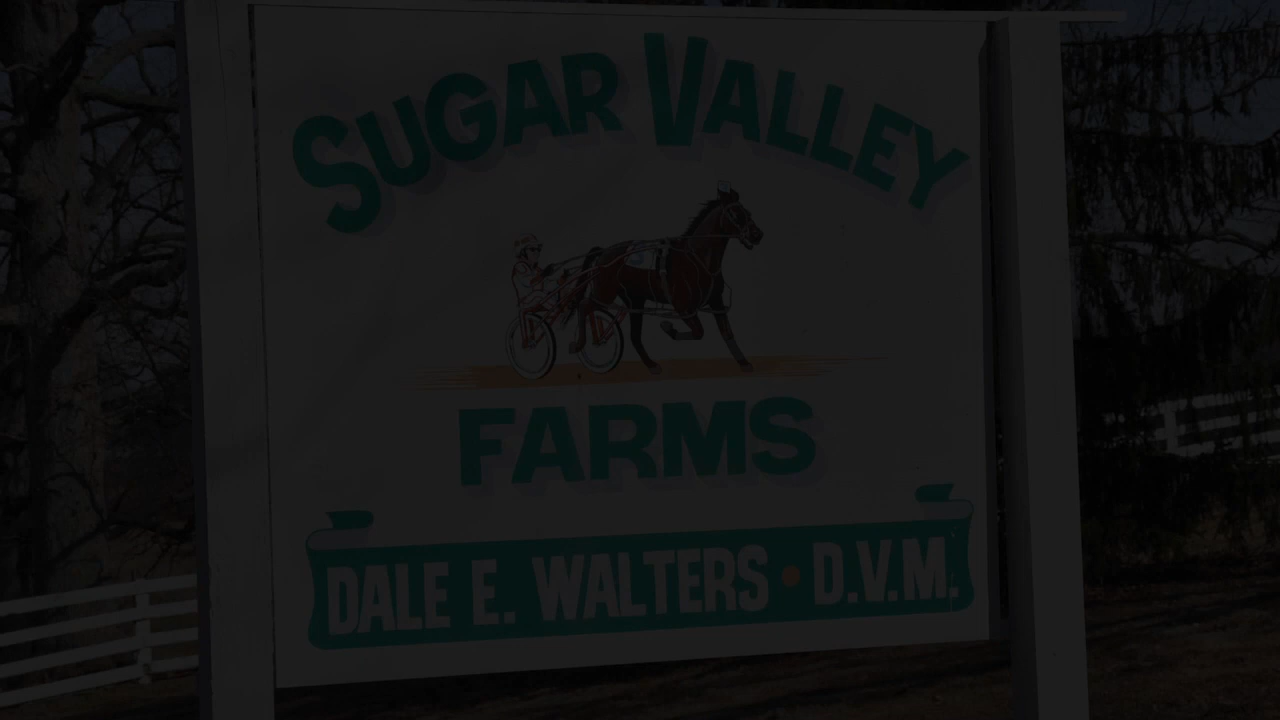 SUGAR VALLEY
FARMS
DALE E. WALTERS • D.V.M.